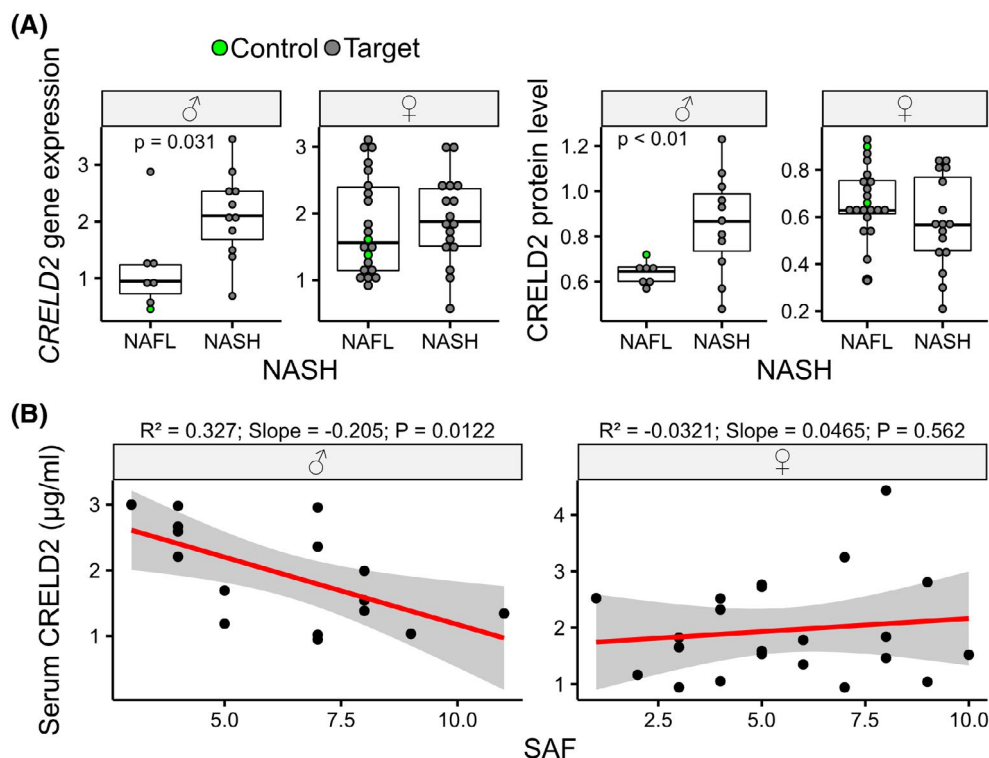 (A)
Control Target
♂ ♀ ♂ ♀
CRELD2 gene expression
p = 0.031
3
2
1
3
2
1
NAFL NASH NAFL NASH
NASH
CRELD2 protein level
p < 0.01
1.2
1.0
0.8
0.6
0.8
0.6
0.4
0.2
NAFL NASH NAFL NASH
NASH
(B)
R² = 0.327; Slope = -0.205; P = 0.0122
♂
Serum CRELD2 (µg/ml)
3
2
1
5.0 7.5 10.0
R² = -0.0321; Slope = 0.0465; P = 0.562
♀
4
3
2
1
2.5 5.0 7.5 10.0
SAF